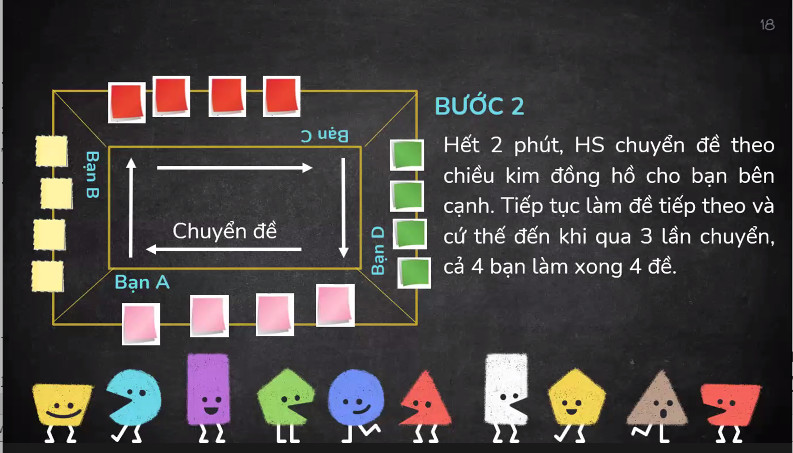 18
BƯỚC 2
Hết 2 phút, HS chuyển đề theo
chiều kim đồng hồ cho bạn bên
cạnh. Tiếp tục làm đề tiếp theo và
cứ thế đến khi qua 3 lần chuyển,
cả 4 bạn làm xong 4 đề.
Bạn C
Bạn B
Chuyển đề
Bạn D
Bạn A